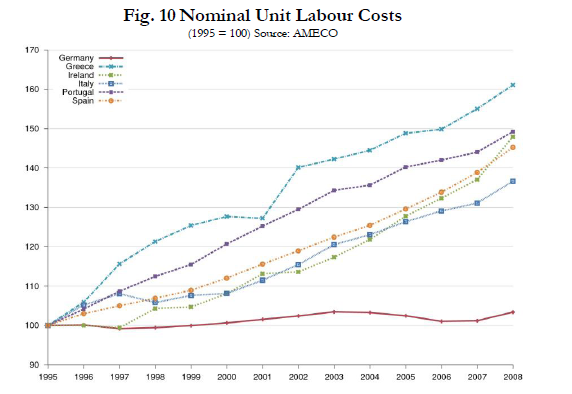 Fig. 10 Nominal Unit Labour Costs
(1995 = 100) Source: AMECO
170
160
150
140
130
120
110
100
90
Germany
Greece
Ireland
Italy
Portugal
Spain
1995 1996 1997 1998 1999 2000 2001 2002 2003 2004 2005 2006 2007 2008